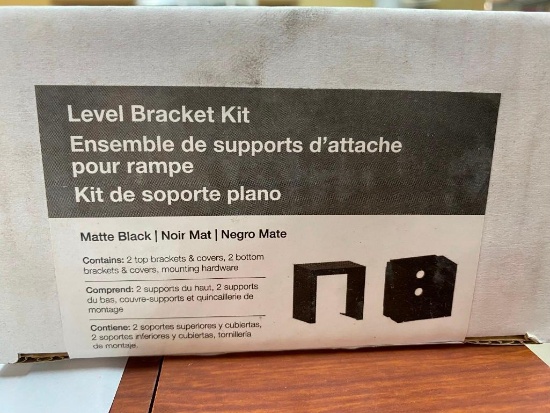 Level Bracket Kit
Ensemble de supports d'attache
pour rampe
Kit de soporte plano
Matte Black | Noir Mat | Negro Mate
Contains: 2 top brackets & covers, 2 bottom
brackets & covers, mounting hardware
Comprend: 2 supports du haut, 2 supports
du bas, couvre-supports et quincaillerie de
montage
Contiene: 2 soportes superiores y cubiertas,
2 soportes inferiores y cubiertas, tornillería
de montaje.